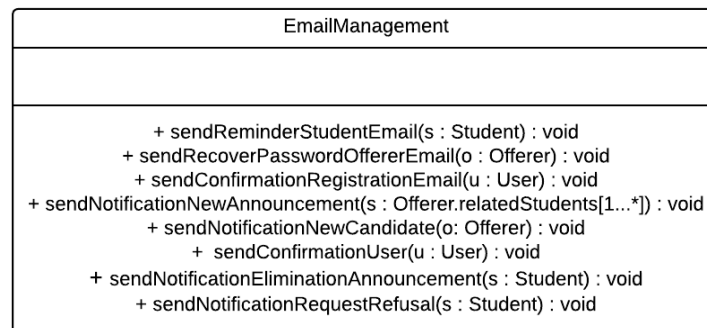 EmailManagement
+ sendReminderStudentEmail(s : Student) : void
+ sendRecoverPasswordOffererEmail(o : Offerer) : void
+ sendConfirmationRegistrationEmail(u : User) : void
+ sendNotificationNewAnnouncement(s : Offerer.relatedStudents[1...*]) : void
+ sendNotificationNewCandidate(o: Offerer) : void
+ sendConfirmationUser(u : User) : void
+ sendNotificationEliminationAnnouncement(s : Student) : void
+ sendNotificationRequestRefusal(s : Student) : void